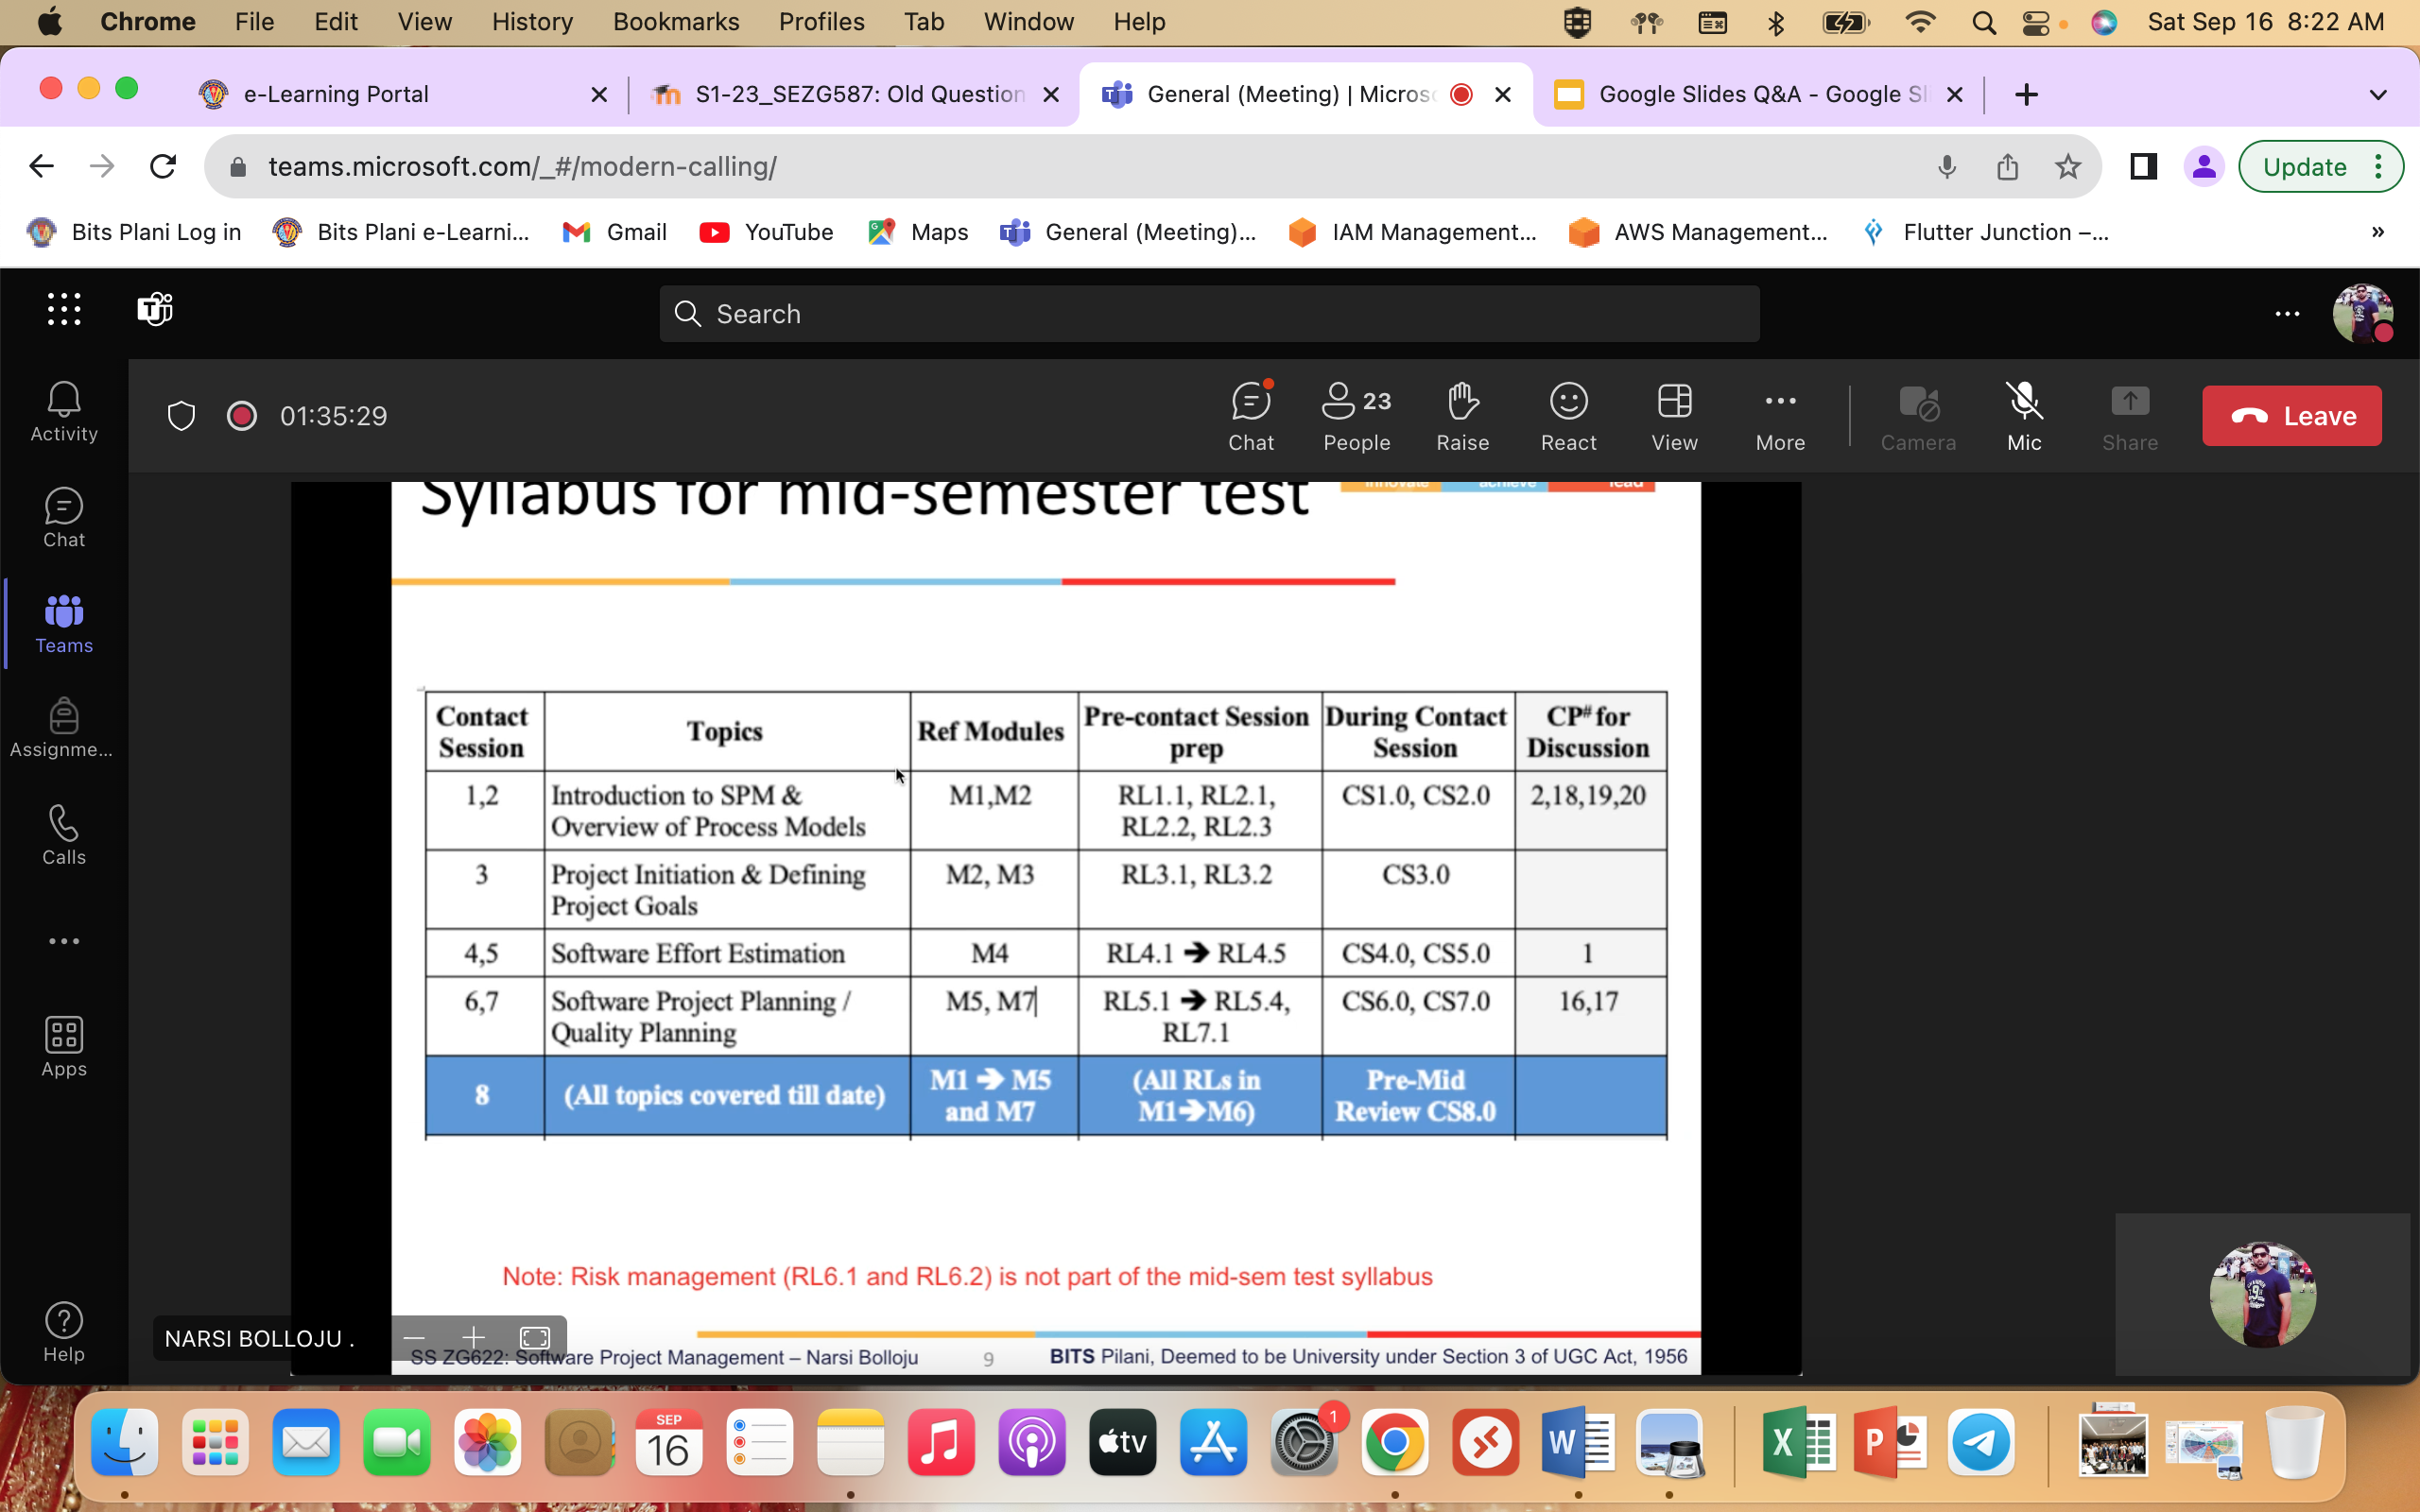 Chrome File Edit View History Bookmarks Profiles Tab Window Help Sat Sep 16 8:22 AM
e-Learning Portal S1-23_SEZG587: Old Question General (Meeting) | Micros Google Slides Q&A - Google Sl
teams.microsoft.com/_#/modern-calling/ Update
Bits Plani Log in Bits Plani e-Learni... Gmail YouTube Maps General (Meeting)... IAM Management... AWS Management... Flutter Junction –... »
Search
01:35:29 23
Chat People Raise React View More Camera Mic Share Leave
Activity
Chat
Teams
Assignme...
Calls
Apps
Help
Syllabus for mid-semester test innovate achieve lead
Contact Session Topics Ref Modules Pre-contact Session prep During Contact Session CP# for Discussion
1,2 Introduction to SPM & Overview of Process Models M1,M2 RL1.1, RL2.1, RL2.2, RL2.3 CS1.0, CS2.0 2,18,19,20
3 Project Initiation & Defining Project Goals M2, M3 RL3.1, RL3.2 CS3.0
4,5 Software Effort Estimation M4 RL4.1 ➔ RL4.5 CS4.0, CS5.0 1
6,7 Software Project Planning / Quality Planning M5, M7 RL5.1 ➔ RL5.4, RL7.1 CS6.0, CS7.0 16,17
8 (All topics covered till date) M1 ➔ M5 and M7 (All RLs in M1➔M6) Pre-Mid Review CS8.0
Note: Risk management (RL6.1 and RL6.2) is not part of the mid-sem test syllabus
NARSI BOLLOJU .
SS ZG622: Software Project Management – Narsi Bolloju 9 BITS Pilani, Deemed to be University under Section 3 of UGC Act, 1956
SEP
16
tv
1
W
X
P